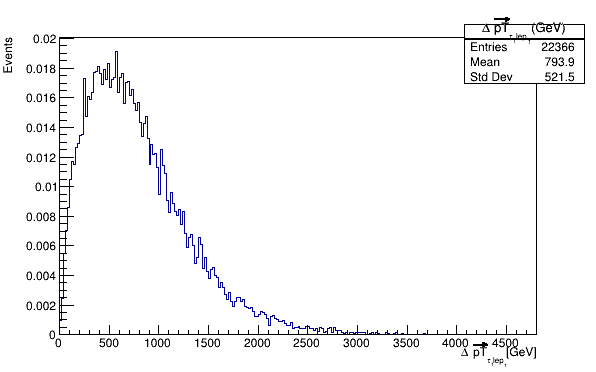 Δ pT τ₁lep₁ (GeV)
Entries 22366
Mean 793.9
Std Dev 521.5
Events
0.02
0.018
0.016
0.014
0.012
0.01
0.008
0.006
0.004
0.002
0
0 500 1000 1500 2000 2500 3000 3500 4000 4500
Δ pT τ₁lep₁ [GeV]